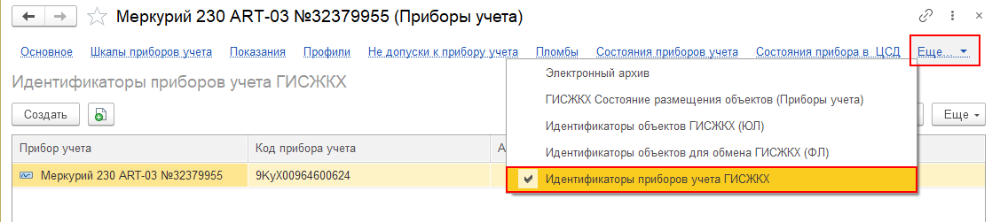 Меркурий 230 ART-03 №32379955 (Приборы учета)
Основное Шкалы приборов учета Показания Профили Не допуски к прибору учета Пломбы Состояния приборов учета Состояния прибора в ЦСД Еще...
Электронный архив
Идентификаторы приборов учета ГИСЖКХ
ГИСЖКХ Состояние размещения объектов (Приборы учета)
Создать
Еще
Идентификаторы объектов ГИСЖКХ (ЮЛ)
Прибор учета Код прибора учета
Идентификаторы объектов для обмена ГИСЖКХ (ФЛ)
Меркурий 230 ART-03 №32379955 9КуХ00964600624
Идентификаторы приборов учета ГИСЖКХ